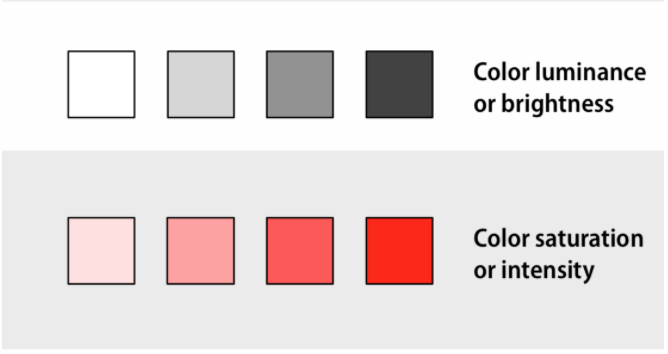 Color luminance
or brightness
Color saturation
or intensity